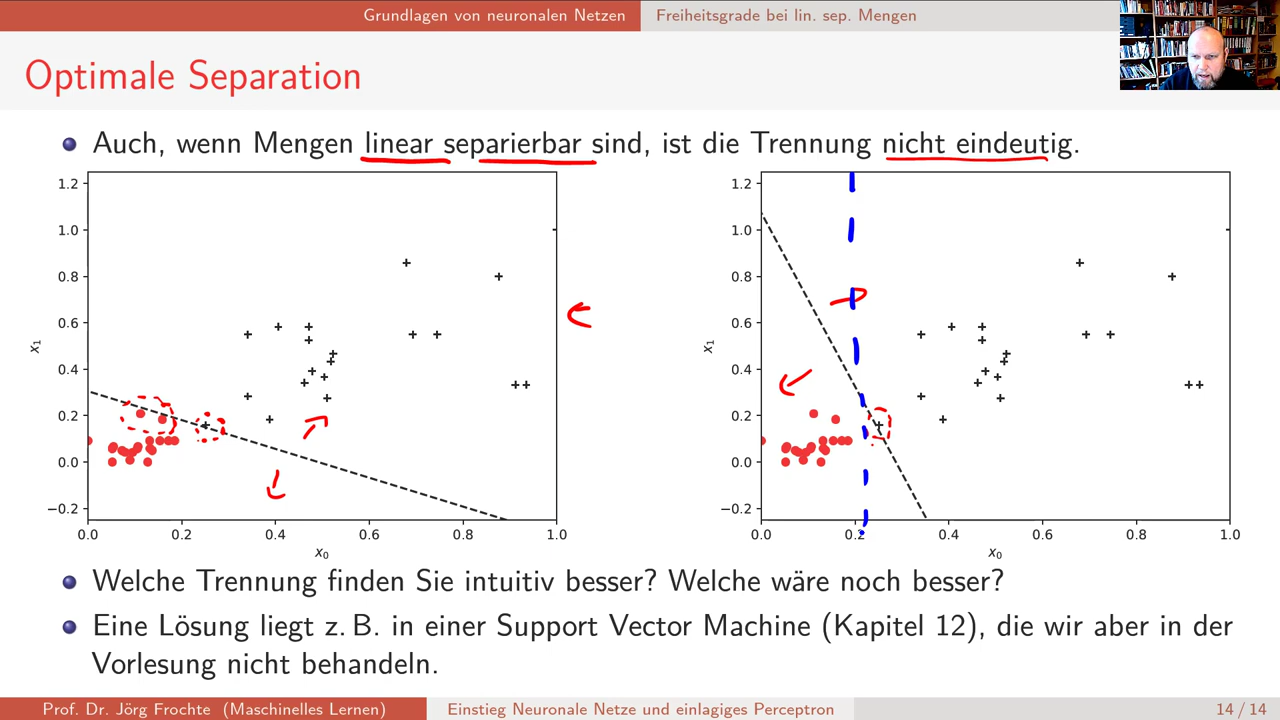 Grundlagen von neuronalen Netzen Freiheitsgrade bei lin. sep. Mengen
Optimale Separation
Auch, wenn Mengen linear separierbar sind, ist die Trennung nicht eindeutig.
1.2
1.0
0.8
0.6
0.4
0.2
0.0
−0.2
x₁
0.0 0.2 0.4 0.6 0.8 1.0
x₀
1.2
1.0
0.8
0.6
0.4
0.2
0.0
−0.2
x₁
0.0 0.2 0.4 0.6 0.8 1.0
x₀
Welche Trennung finden Sie intuitiv besser? Welche wäre noch besser?
Eine Lösung liegt z. B. in einer Support Vector Machine (Kapitel 12), die wir aber in der
Vorlesung nicht behandeln.
Prof. Dr. Jörg Frochte (Maschinelles Lernen) Einstieg Neuronale Netze und einlagiges Perceptron 14 / 14